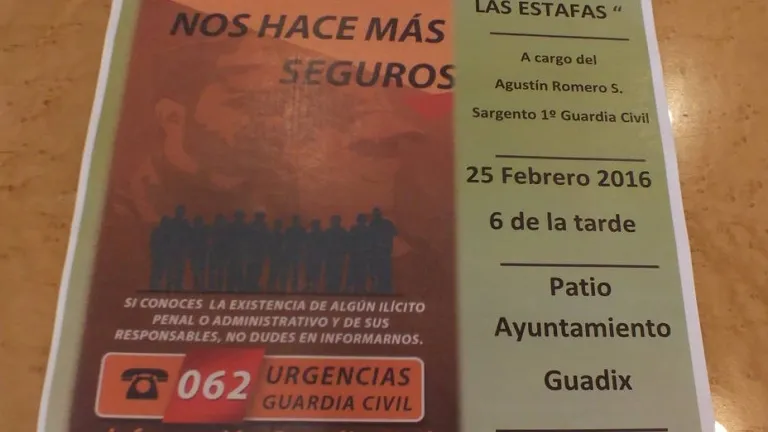 NOS HACE MÁS
SEGUROS
SI CONOCES LA EXISTENCIA DE ALGÚN ILÍCITO
PENAL O ADMINISTRATIVO Y DE SUS
RESPONSABLES, NO DUDES EN INFORMARNOS.
062
URGENCIAS
GUARDIA CIVIL
LAS ESTAFAS “
A cargo del
Agustín Romero S.
Sargento 1º Guardia Civil
25 Febrero 2016
6 de la tarde
Patio
Ayuntamiento
Guadix